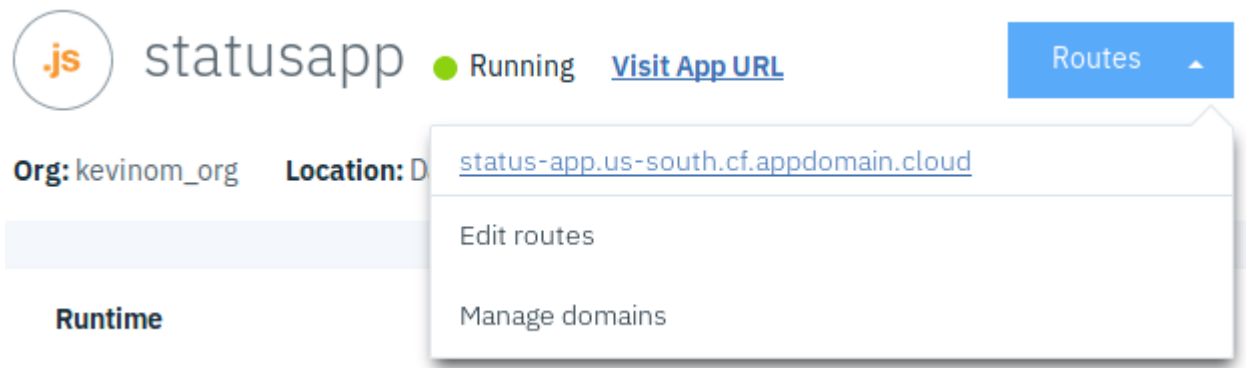 .js statusapp Running Visit App URL Routes
Org: kevinom_org Location: D
status-app.us-south.cf.appdomain.cloud
Edit routes
Runtime
Manage domains